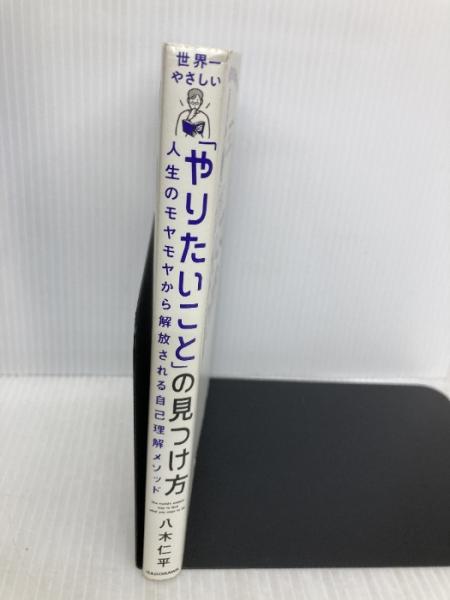 世界一
やさしい
「やりたいこと」の見つけ方
人生のモヤモヤから解放される自己理解メソッド
八木仁平
KADOKAWA